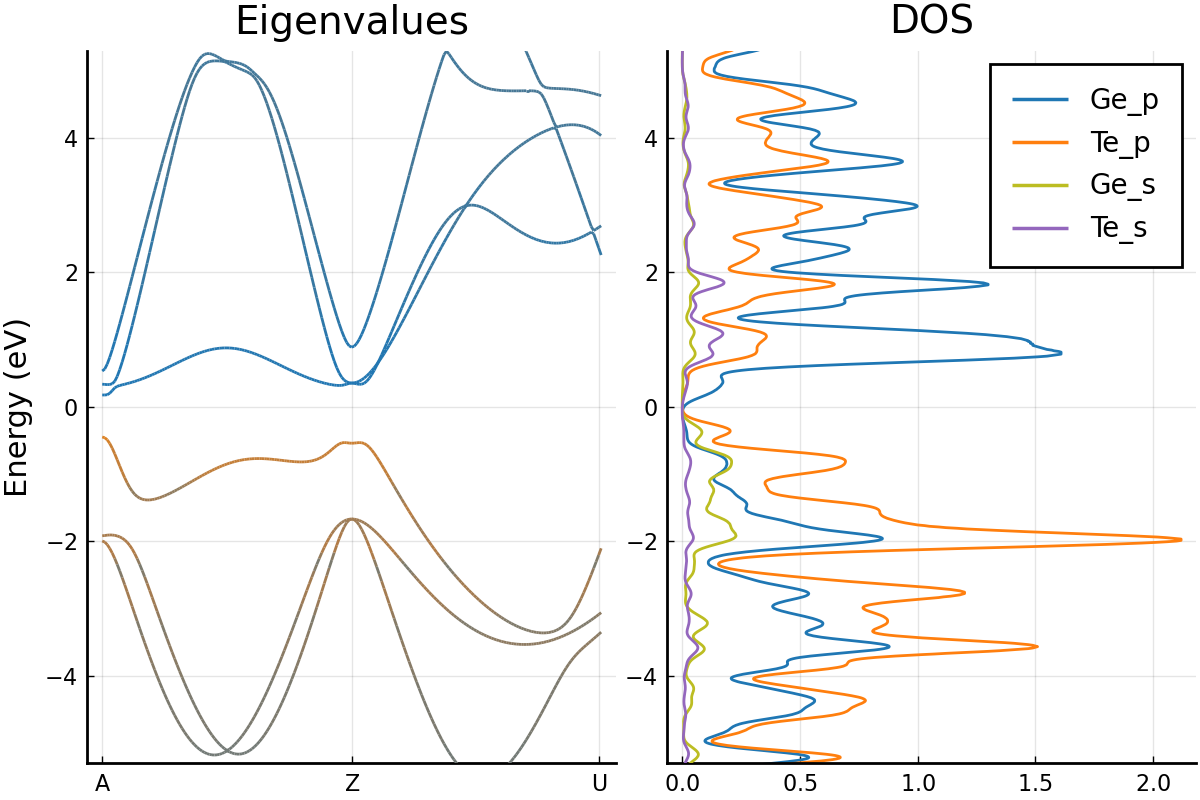 Eigenvalues
DOS
Energy (eV)
4
2
0
−2
−4
A
Z
U
4
2
0
−2
−4
0.0
0.5
1.0
1.5
2.0
Ge_p
Te_p
Ge_s
Te_s